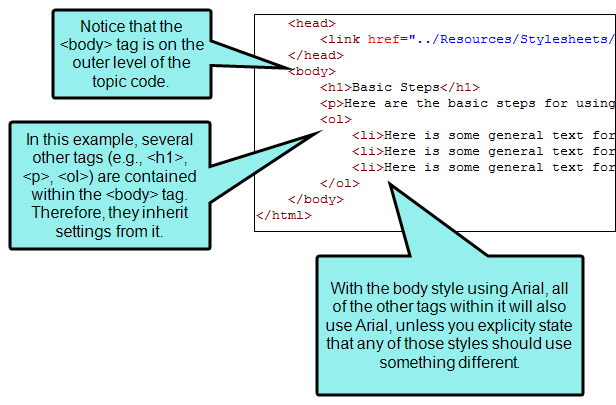 Notice that the
<body> tag is on the
outer level of the
topic code.
<head>
<link href="../Resources/Stylesheets/
</head>
<body>
<h1>Basic Steps</h1>
<p>Here are the basic steps for using
<ol>
<li>Here is some general text for
<li>Here is some general text for
<li>Here is some general text for
</ol>
</body>
</html>
In this example, several
other tags (e.g., <h1>,
<p>, <ol>) are contained
within the <body> tag.
Therefore, they inherit
settings from it.
With the body style using Arial, all
of the other tags within it will also
use Arial, unless you explicity state
that any of those styles should use
something different.